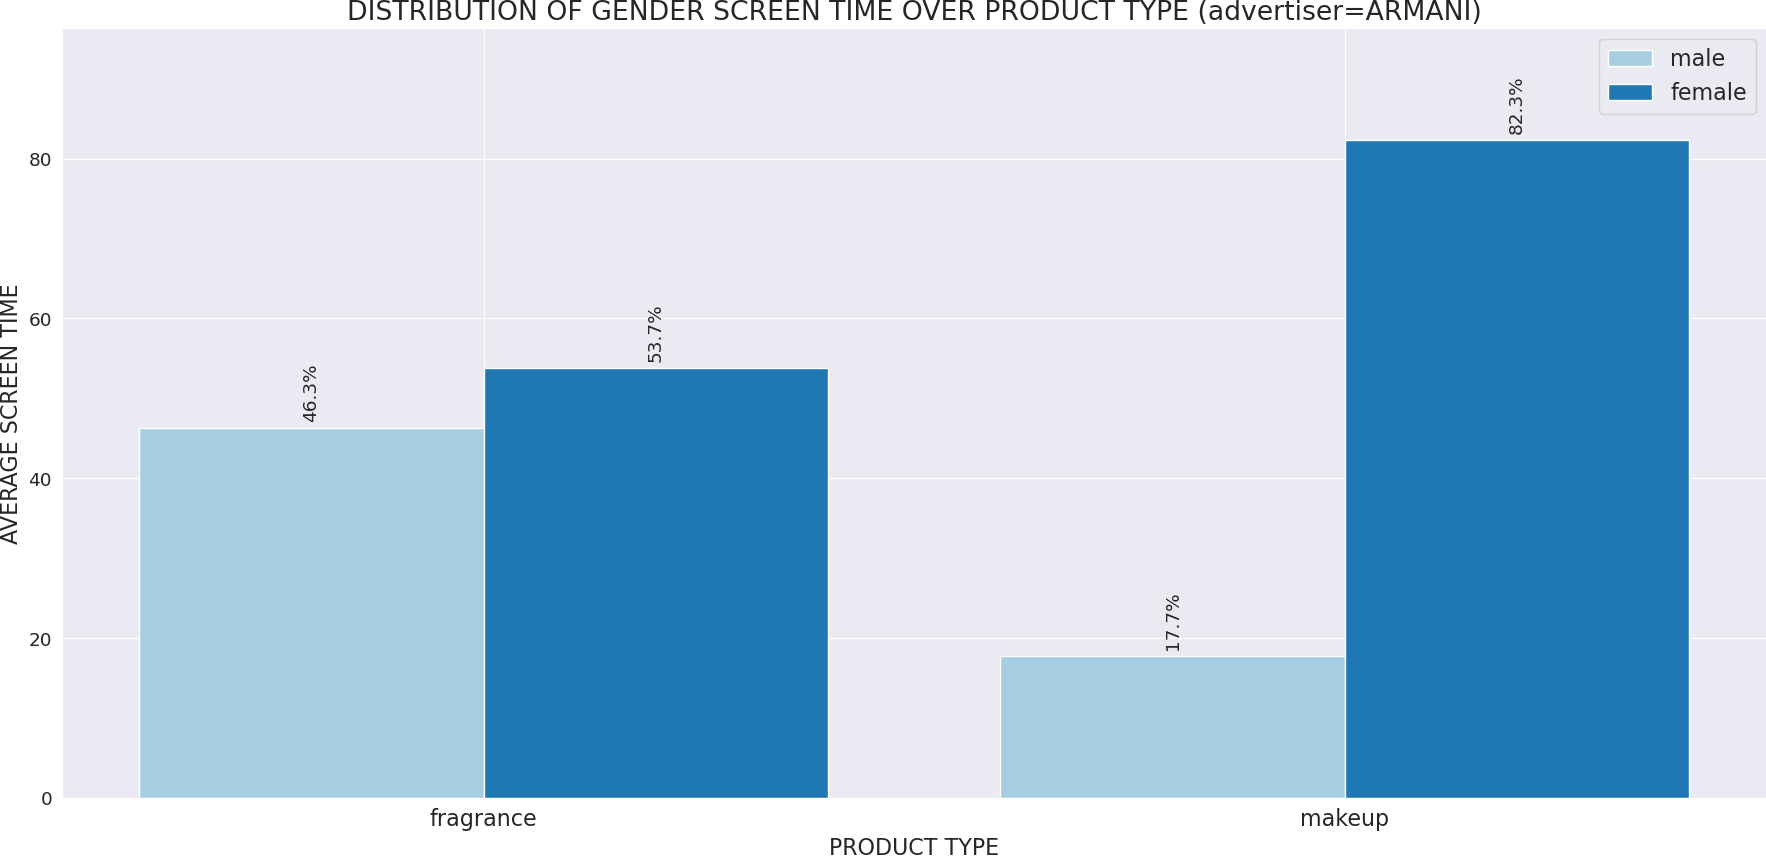 DISTRIBUTION OF GENDER SCREEN TIME OVER PRODUCT TYPE (advertiser=ARMANI)
male
female
AVERAGE SCREEN TIME
80
60
40
20
0
46.3%
53.7%
17.7%
82.3%
fragrance
makeup
PRODUCT TYPE